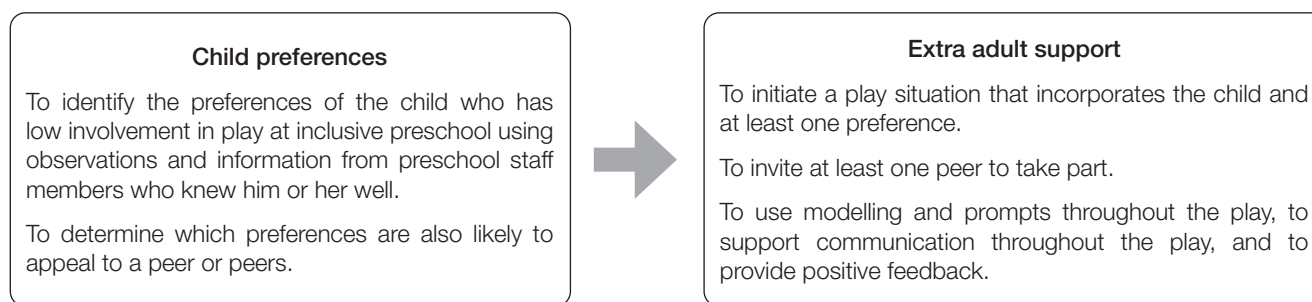 Child preferences
To identify the preferences of the child who has
low involvement in play at inclusive preschool using
observations and information from preschool staff
members who knew him or her well.
To determine which preferences are also likely to
appeal to a peer or peers.
Extra adult support
To initiate a play situation that incorporates the child and
at least one preference.
To invite at least one peer to take part.
To use modelling and prompts throughout the play, to
support communication throughout the play, and to
provide positive feedback.